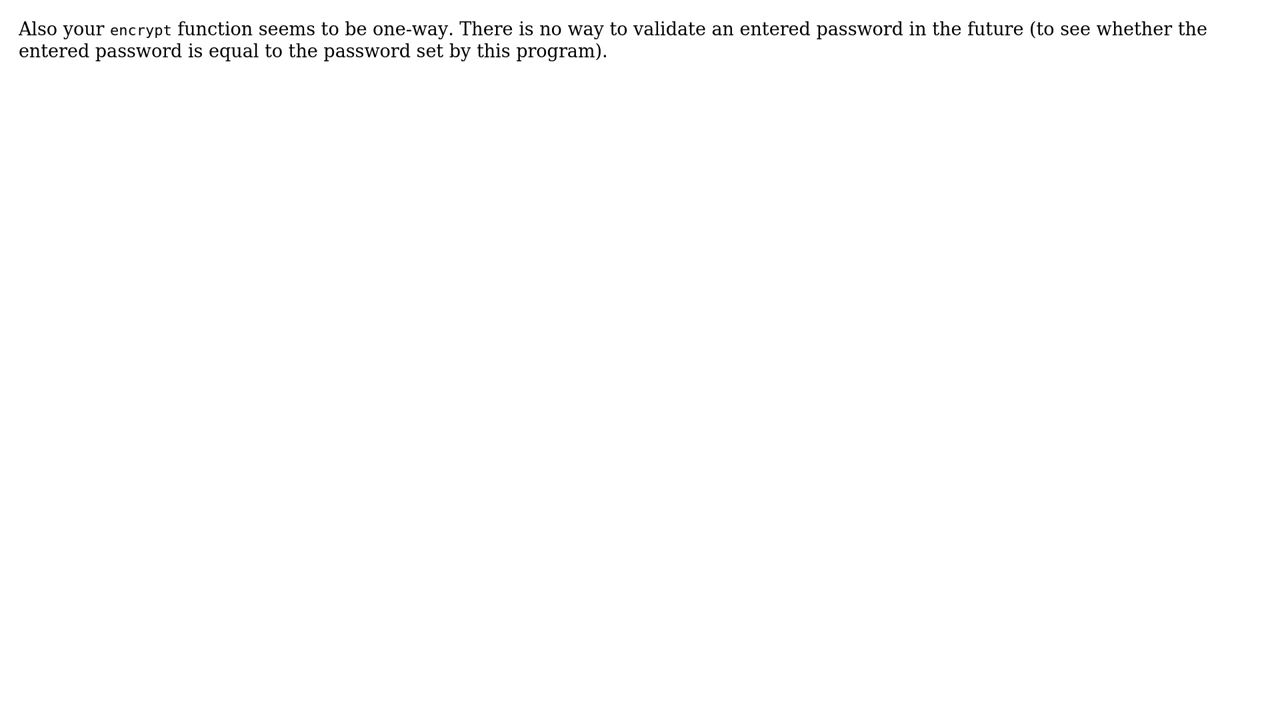 Also your encrypt function seems to be one-way. There is no way to validate an entered password in the future (to see whether the
entered password is equal to the password set by this program).